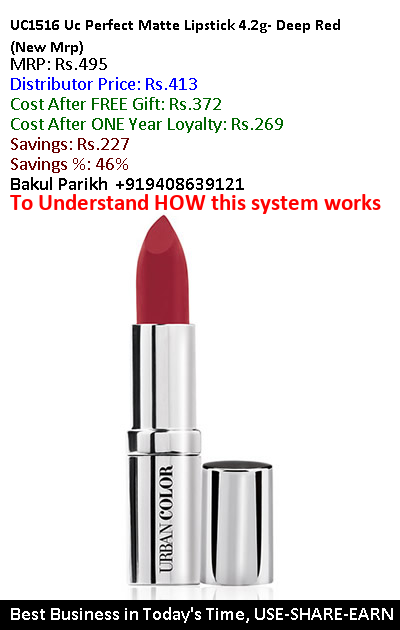 UC1516 Uc Perfect Matte Lipstick 4.2g- Deep Red
(New Mrp)
MRP: Rs.495
Distributor Price: Rs.413
Cost After FREE Gift: Rs.372
Cost After ONE Year Loyalty: Rs.269
Savings: Rs.227
Savings %: 46%
Bakul Parikh +919408639121
To Understand HOW this system works
URBAN COLOR
Best Business in Today's Time, USE-SHARE-EARN